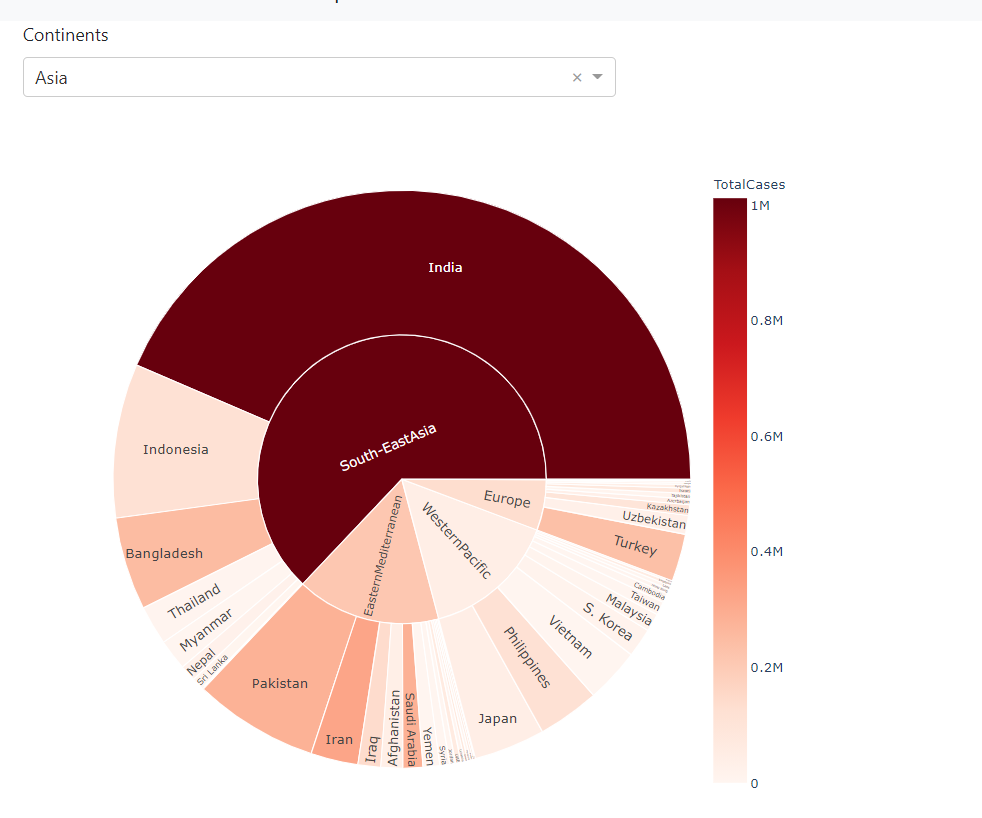 Continents
Asia
TotalCases
1M
0.8M
0.6M
0.4M
0.2M
0
India
South-EastAsia
Indonesia
Bangladesh
Thailand
Myanmar
Nepal
Sri Lanka
EasternMediterranean
Pakistan
Iran
Iraq
Afghanistan
Saudi Arabia
Yemen
Syria
WesternPacific
Japan
Philippines
Vietnam
S. Korea
Malaysia
Taiwan
Cambodia
Europe
Turkey
Uzbekistan
Kazakhstan
Azerbaijan
Tajikistan